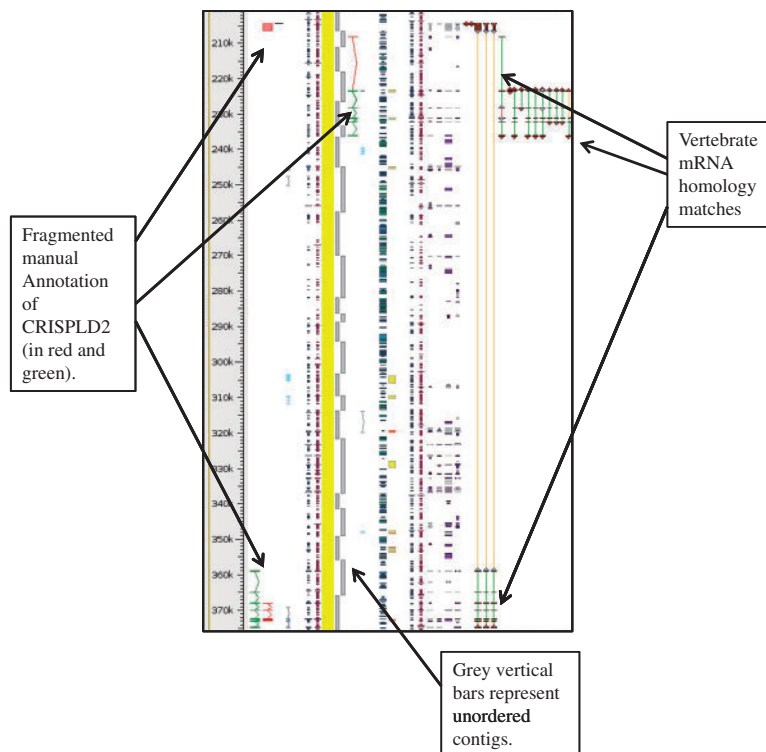 210k
220k
230k
240k
250k
260k
270k
280k
290k
300k
310k
320k
330k
340k
350k
360k
370k
Fragmented
manual
Annotation
of
CRISPLD2
(in red and
green).
Vertebrate
mRNA
homology
matches
Grey vertical
bars represent
unordered
contigs.